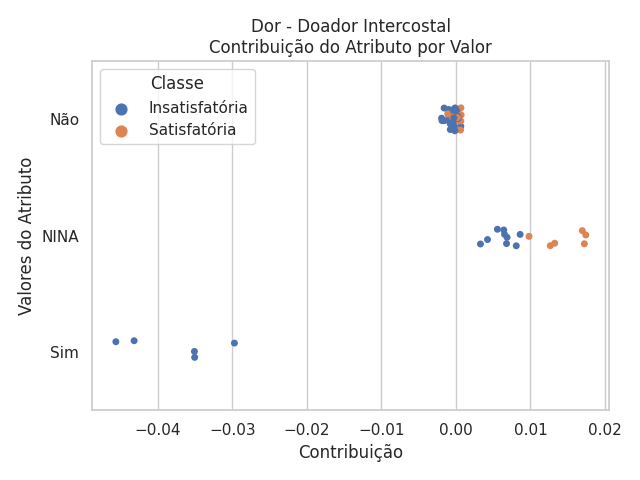 Dor - Doador Intercostal
Contribuição do Atributo por Valor
Classe
Insatisfatória
Satisfatória
Valores do Atributo
Não
NINA
Sim
−0.04 −0.03 −0.02 −0.01 0.00 0.01 0.02
Contribuição